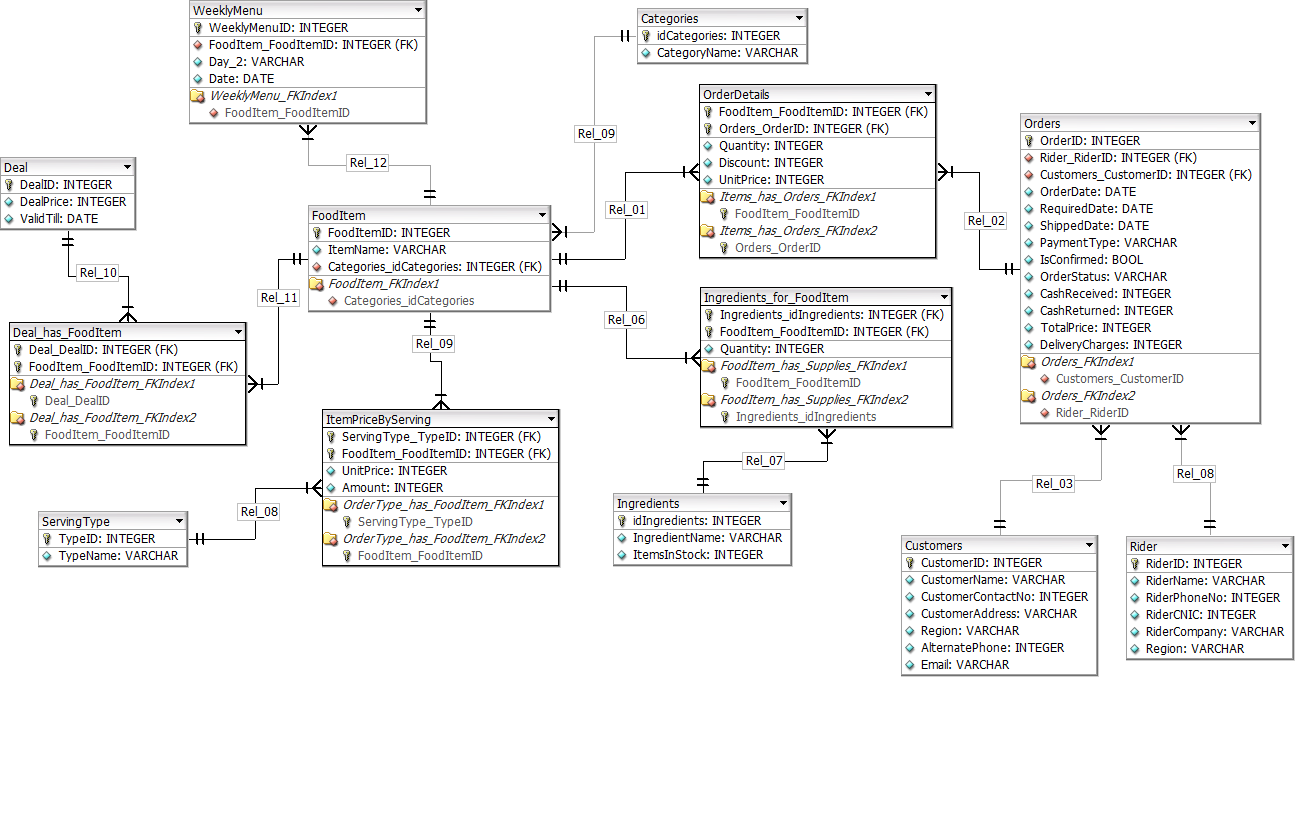 WeeklyMenu
WeeklyMenuID: INTEGER
FoodItem_FoodItemID: INTEGER (FK)
Day_2: VARCHAR
Date: DATE
WeeklyMenu_FKIndex1
FoodItem_FoodItemID
Categories
idCategories: INTEGER
CategoryName: VARCHAR
OrderDetails
FoodItem_FoodItemID: INTEGER (FK)
Orders_OrderID: INTEGER (FK)
Quantity: INTEGER
Discount: INTEGER
UnitPrice: INTEGER
Items_has_Orders_FKIndex1
FoodItem_FoodItemID
Items_has_Orders_FKIndex2
Orders_OrderID
Orders
OrderID: INTEGER
Rider_RiderID: INTEGER (FK)
Customers_CustomerID: INTEGER (FK)
OrderDate: DATE
RequiredDate: DATE
ShippedDate: DATE
PaymentType: VARCHAR
IsConfirmed: BOOL
OrderStatus: VARCHAR
CashReceived: INTEGER
CashReturned: INTEGER
TotalPrice: INTEGER
DeliveryCharges: INTEGER
Orders_FKIndex1
Customers_CustomerID
Orders_FKIndex2
Rider_RiderID
Rel_09
Rel_12
Deal
DealID: INTEGER
DealPrice: INTEGER
ValidTill: DATE
Rel_01
Rel_02
FoodItem
FoodItemID: INTEGER
ItemName: VARCHAR
Categories_idCategories: INTEGER (FK)
FoodItem_FKIndex1
Categories_idCategories
Rel_10
Rel_11
Rel_06
Ingredients_for_FoodItem
Ingredients_idIngredients: INTEGER (FK)
FoodItem_FoodItemID: INTEGER (FK)
Quantity: INTEGER
FoodItem_has_Supplies_FKIndex1
FoodItem_FoodItemID
FoodItem_has_Supplies_FKIndex2
Ingredients_idIngredients
Deal_has_FoodItem
Deal_DealID: INTEGER (FK)
FoodItem_FoodItemID: INTEGER (FK)
Deal_has_FoodItem_FKIndex1
Deal_DealID
Deal_has_FoodItem_FKIndex2
FoodItem_FoodItemID
Rel_09
ItemPriceByServing
ServingType_TypeID: INTEGER (FK)
FoodItem_FoodItemID: INTEGER (FK)
UnitPrice: INTEGER
Amount: INTEGER
OrderType_has_FoodItem_FKIndex1
ServingType_TypeID
OrderType_has_FoodItem_FKIndex2
FoodItem_FoodItemID
Rel_07
Rel_03
Rel_08
Rel_08
ServingType
TypeID: INTEGER
TypeName: VARCHAR
Ingredients
idIngredients: INTEGER
IngredientName: VARCHAR
ItemsInStock: INTEGER
Customers
CustomerID: INTEGER
CustomerName: VARCHAR
CustomerContactNo: INTEGER
CustomerAddress: VARCHAR
Region: VARCHAR
AlternatePhone: INTEGER
Email: VARCHAR
Rider
RiderID: INTEGER
RiderName: VARCHAR
RiderPhoneNo: INTEGER
RiderCNIC: INTEGER
RiderCompany: VARCHAR
Region: VARCHAR